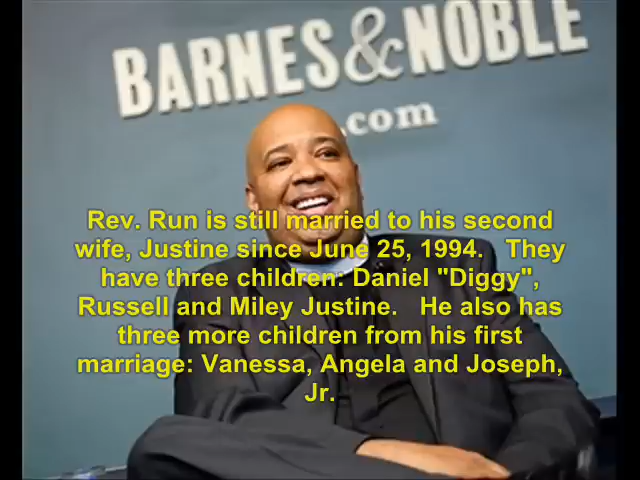 BARNES&NOBLE
.com
Rev. Run is still married to his second
wife, Justine since June 25, 1994. They
have three children: Daniel "Diggy",
Russell and Miley Justine. He also has
three more children from his first
marriage: Vanessa, Angela and Joseph,
Jr.